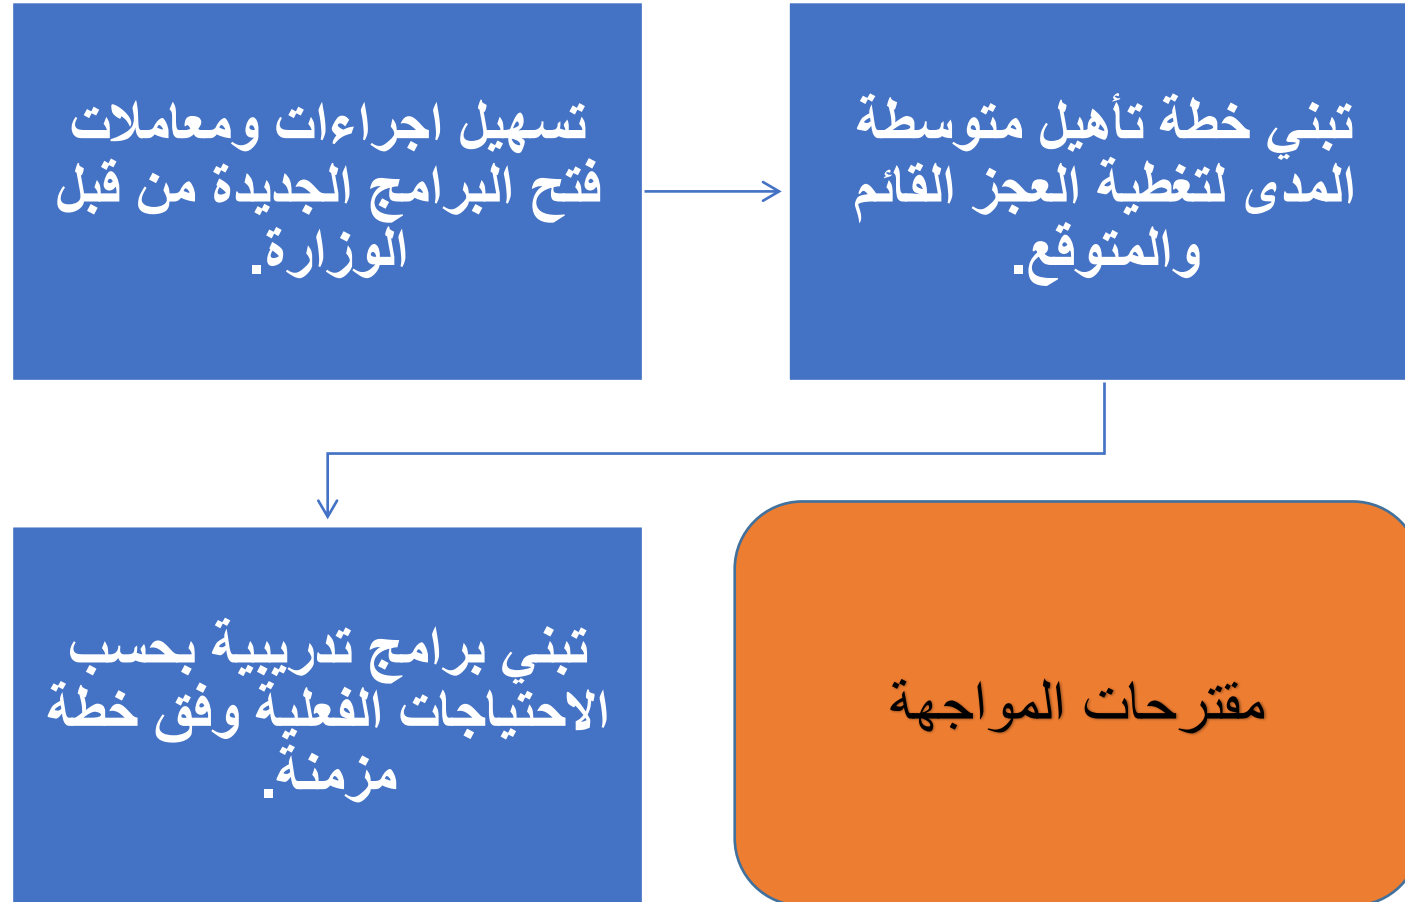 تسهيل اجراءات ومعاملات
فتح البرامج الجديدة من قبل
الوزارة.
تبني خطة تأهيل متوسطة
المدى لتغطية العجز القائم
والمتوقع.
تبني برامج تدريبية بحسب
الاحتياجات الفعلية وفق خطة
مزمنة.
مقترحات المواجهة